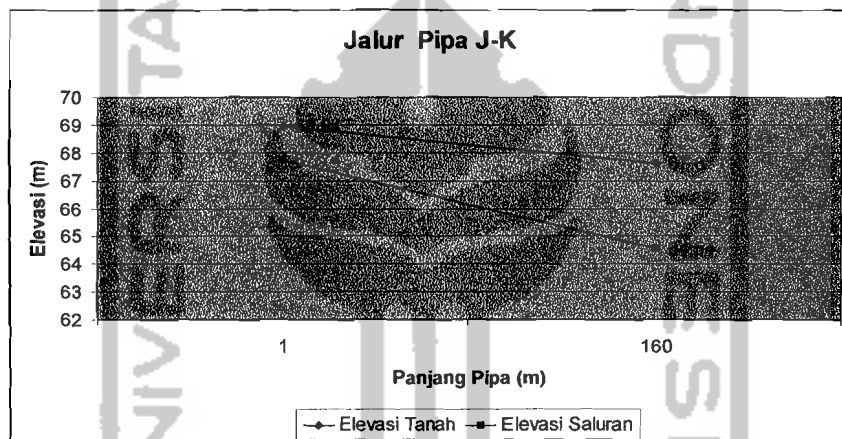 Jalur Pipa J-K
Elevasi (m)
70
69
68
67
66
65
64
63
62
1
160
Panjang Pipa (m)
Elevasi Tanah
Elevasi Saluran